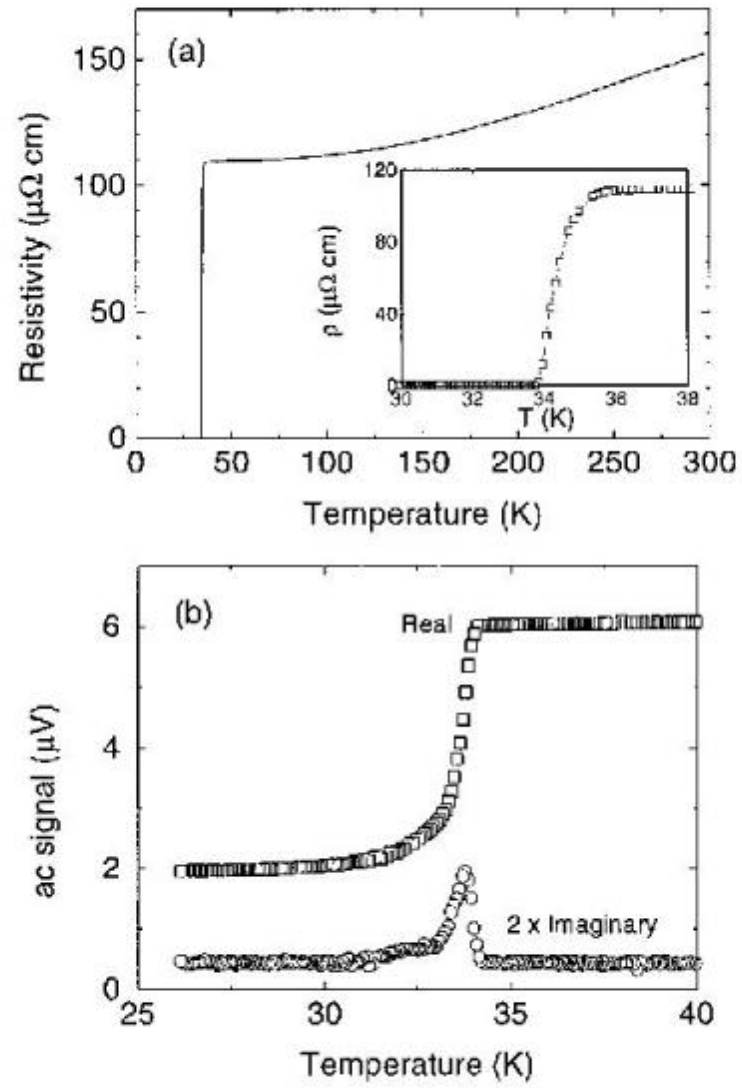 (a)
150
100
50
0
Resistivity (μΩ cm)
0 50 100 150 200 250 300
Temperature (K)
120
80
40
0
ρ (μΩ cm)
30 32 34 36 38
T (K)
(b)
6
4
2
0
ac signal (μV)
Real
2 x Imaginary
25 30 35 40
Temperature (K)